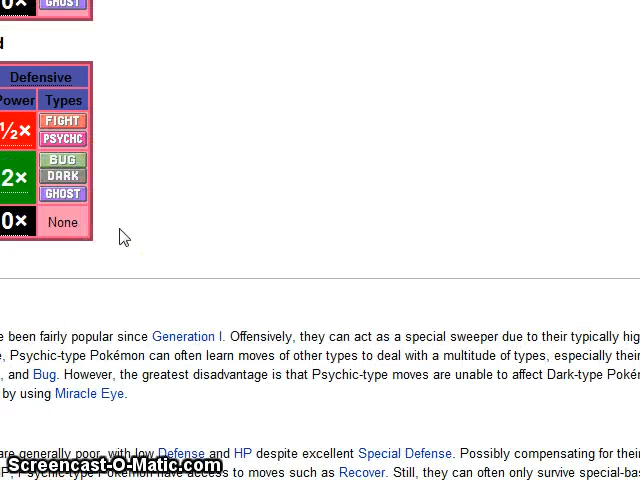 0× GHOST
d
Defensive
Power Types
½× FIGHT
PSYCHC
2× BUG
DARK
GHOST
0× None
e been fairly popular since Generation I. Offensively, they can act as a special sweeper due to their typically hig
e, Psychic-type Pokémon can often learn moves of other types to deal with a multitude of types, especially their
, and Bug. However, the greatest disadvantage is that Psychic-type moves are unable to affect Dark-type Poké
by using Miracle Eye.
are generally poor, with low Defense and HP despite excellent Special Defense. Possibly compensating for their
P, Psychic-type Pokémon have access to moves such as Recover. Still, they can often only survive special-bas
Screencast-O-Matic.com